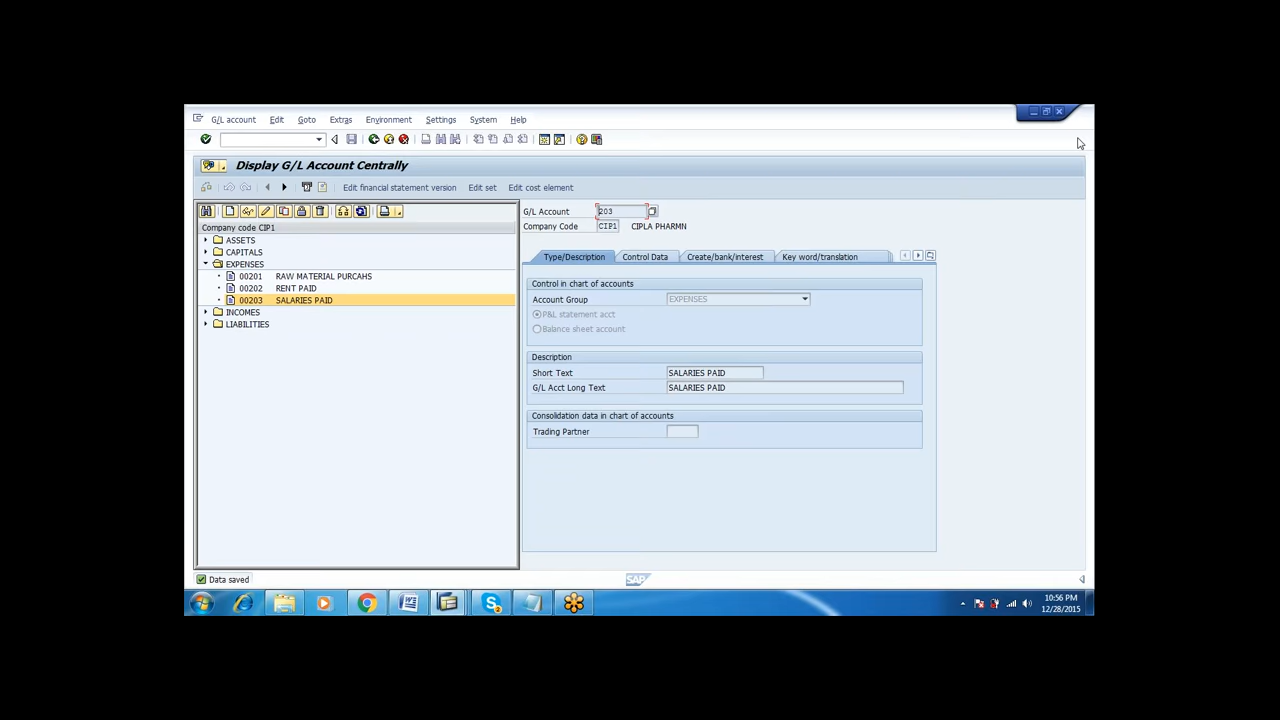 G/L account Edit Goto Extras Environment Settings System Help
Display G/L Account Centrally
Edit financial statement version Edit set Edit cost element
Company code CIP1
ASSETS
CAPITALS
EXPENSES
00201 RAW MATERIAL PURCAHS
00202 RENT PAID
00203 SALARIES PAID
INCOMES
LIABILITIES
G/L Account 203
Company Code CIP1 CIPLA PHARMN
Type/Description Control Data Create/bank/interest Key word/translation
Control in chart of accounts
Account Group EXPENSES
P&L statement acct
Balance sheet account
Description
Short Text SALARIES PAID
G/L Acct Long Text SALARIES PAID
Consolidation data in chart of accounts
Trading Partner
Data saved
SAP
10:56 PM
12/28/2015